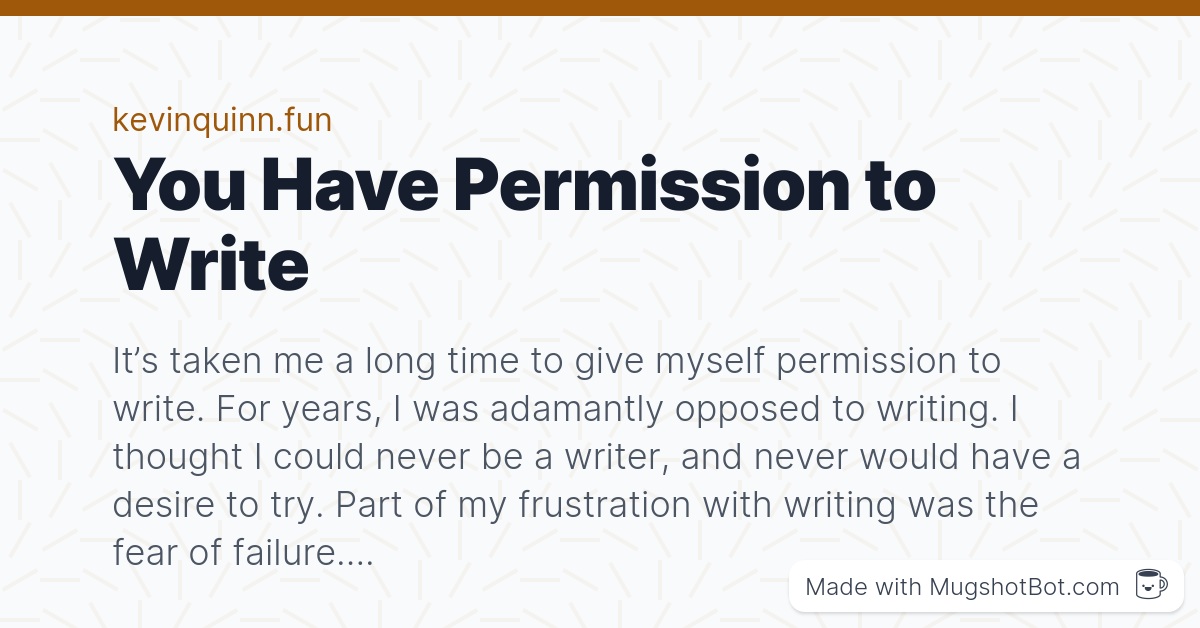 kevinquinn.fun
You Have Permission to
Write
It’s taken me a long time to give myself permission to
write. For years, I was adamantly opposed to writing. I
thought I could never be a writer, and never would have a
desire to try. Part of my frustration with writing was the
fear of failure....
Made with MugshotBot.com